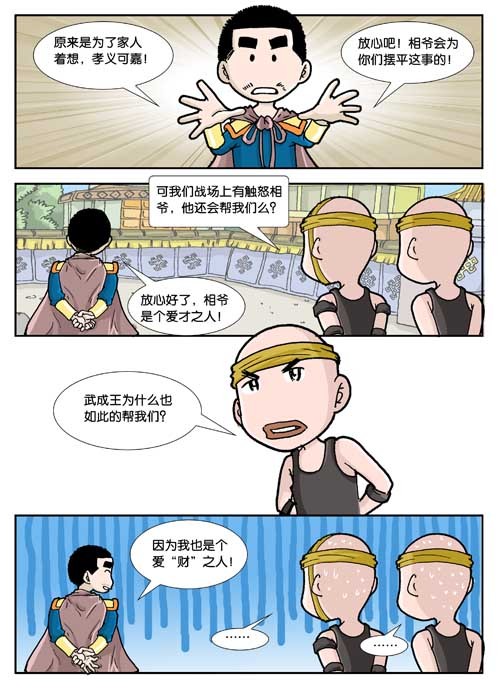 原来是为了家人
着想，孝义可嘉！
放心吧！相爷会为
你们摆平这事的！
可我们战场上有触怒相
爷，他还会帮我们么？
放心好了，相爷
是个爱才之人！
武成王为什么也
如此的帮我们？
因为我也是个
爱“财”之人！
……
……